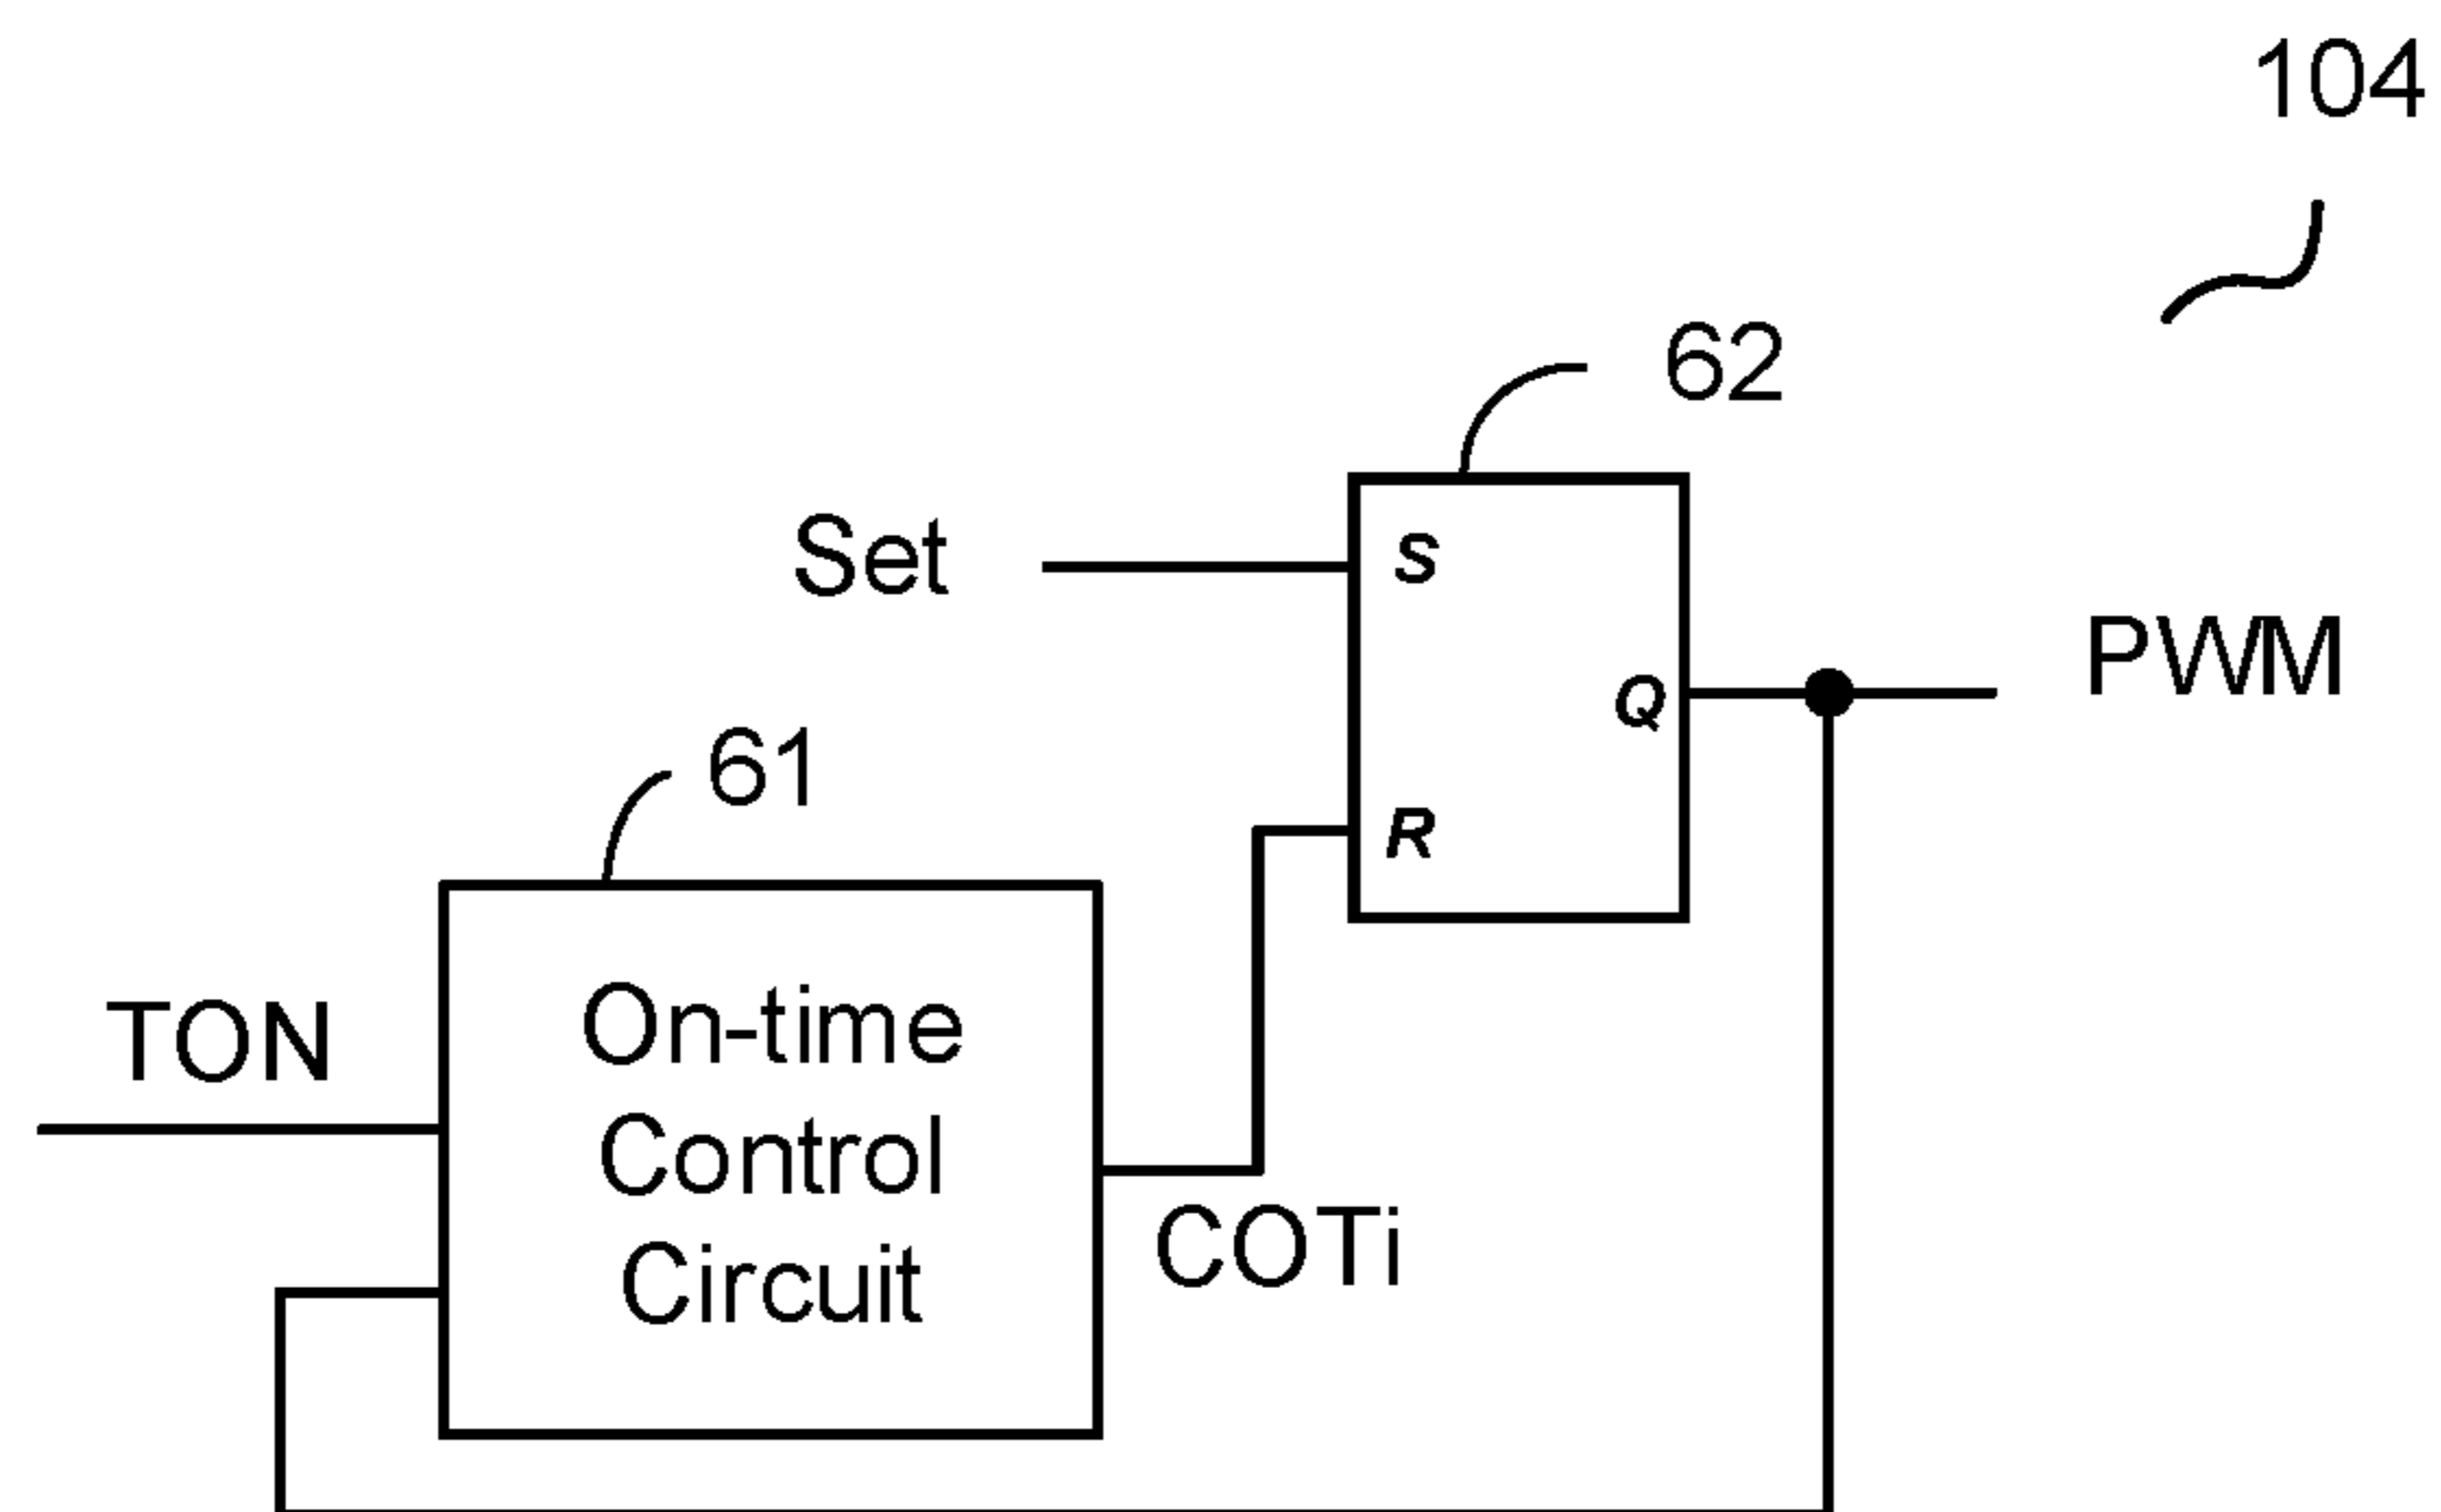 104
62
Set
S
PWM
Q
61
R
TON
On-time
Control
Circuit
COTi